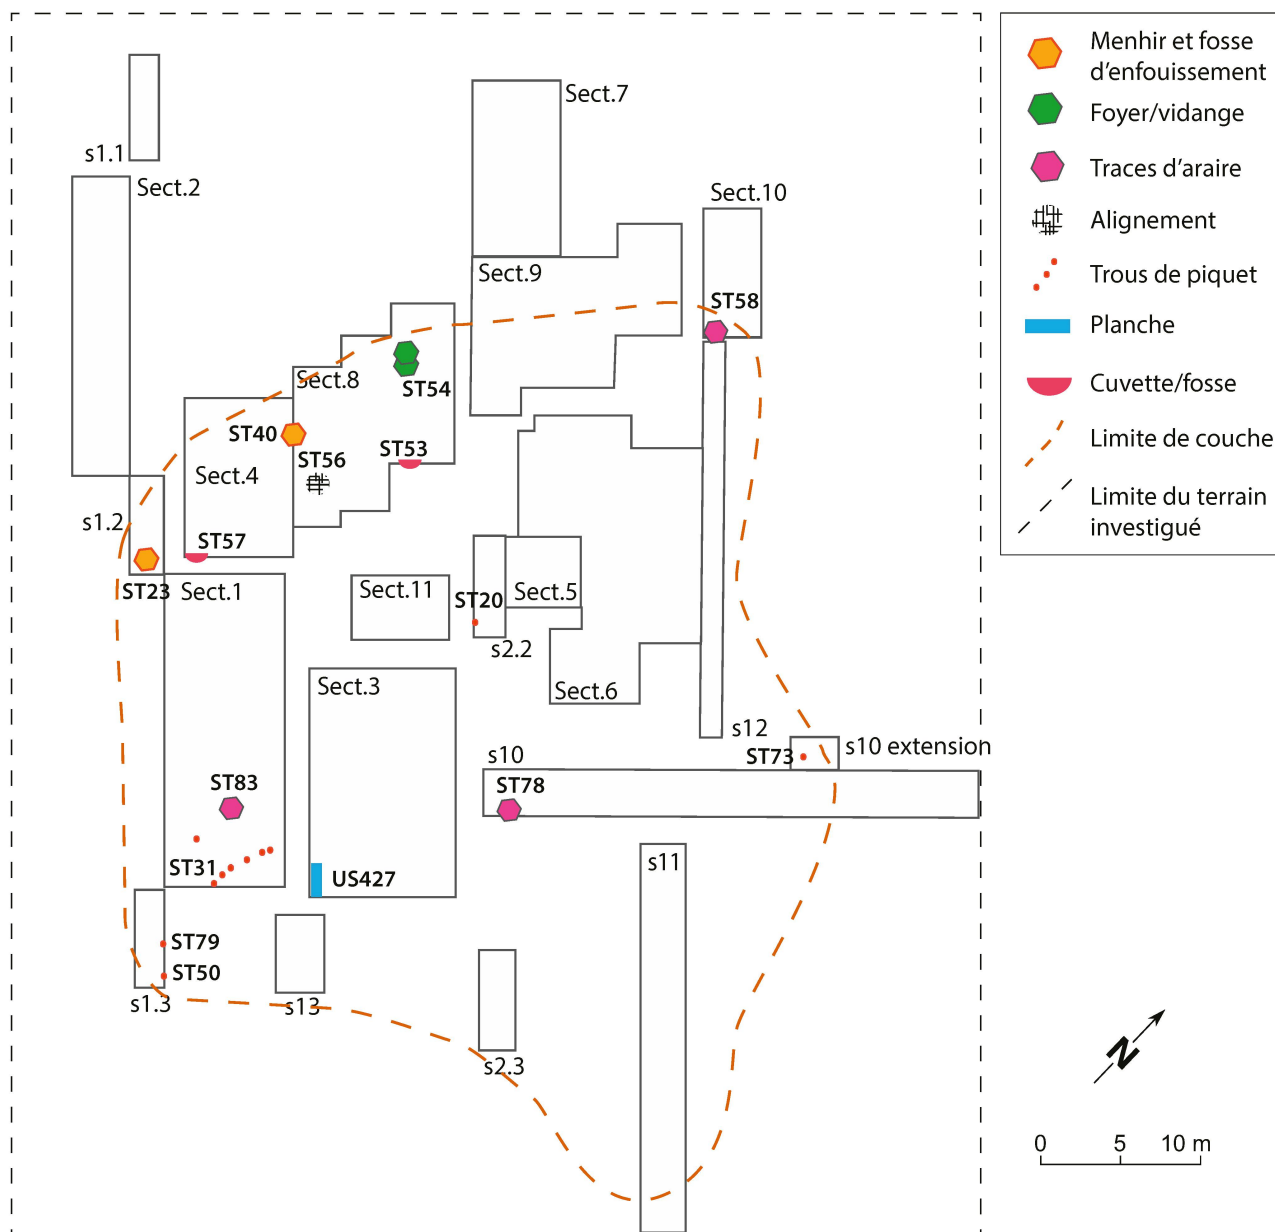 Sect.7
s1.1
Sect.2
Sect.10
Sect.9
ST58
Sect.8
ST54
ST40
ST53
ST56
Sect.4
s1.2
ST57
ST23
Sect.1
Sect.11
ST20
Sect.5
s2.2
Sect.3
Sect.6
s12
s10
ST73
s10 extension
ST83
ST78
ST31
US427
s11
ST79
ST50
s1.3
s13
s2.3
Menhir et fosse
d'enfouissement
Foyer/vidange
Traces d'araire
Alignement
Trous de piquet
Planche
Cuvette/fosse
Limite de couche
Limite du terrain
investigué
N
0 5 10 m